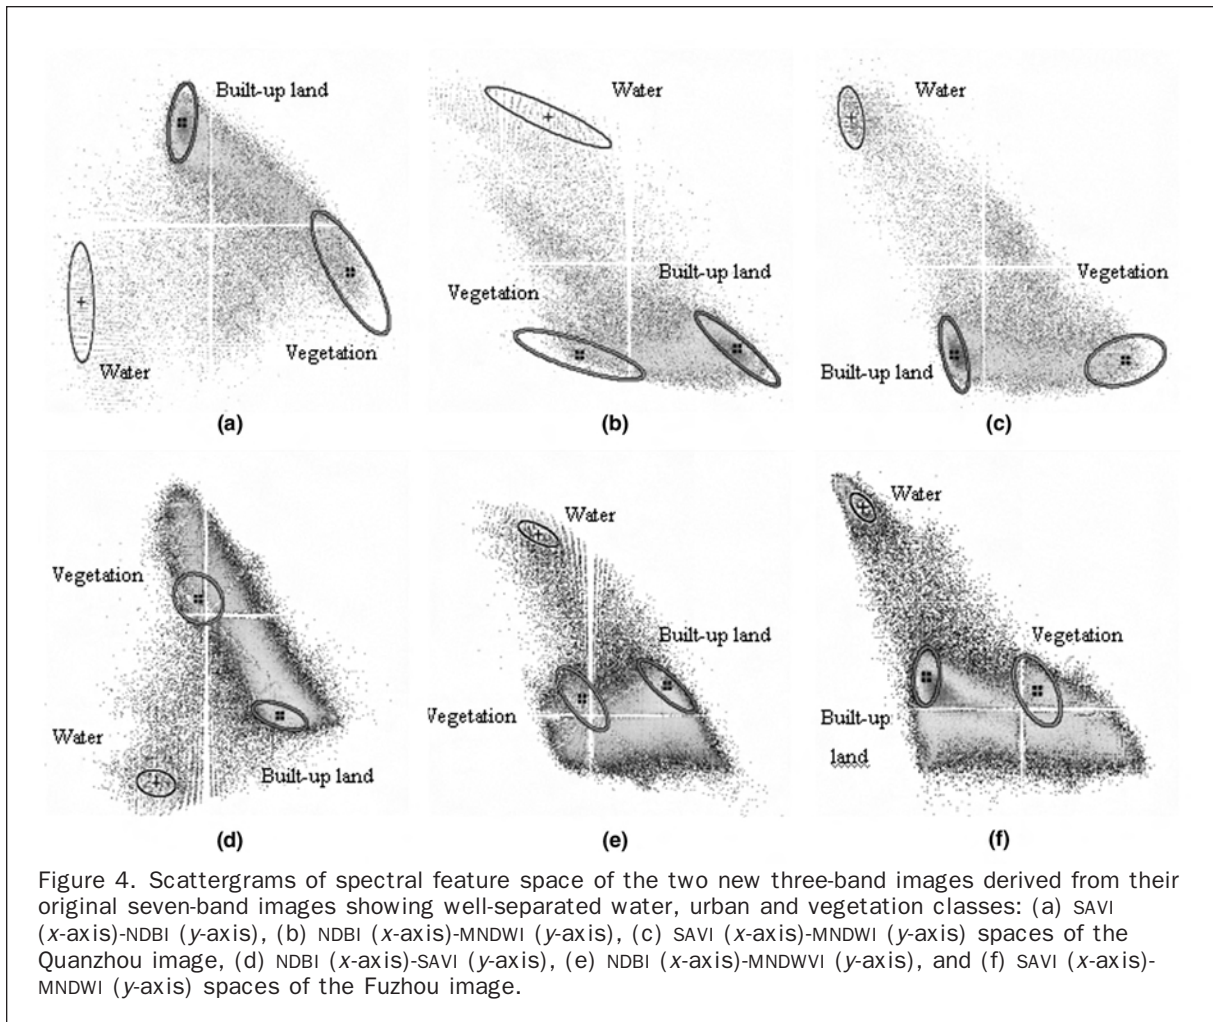 Built-up land
Water
Vegetation
(a)
Water
Vegetation
Built-up land
(b)
Water
Vegetation
Built-up land
(c)
Vegetation
Water
Built-up land
(d)
Water
Built-up land
Vegetation
(e)
Water
Vegetation
Built-up
land
(f)
Figure 4. Scattergrams of spectral feature space of the two new three-band images derived from their
original seven-band images showing well-separated water, urban and vegetation classes: (a) SAVI
(x-axis)-NDBI (y-axis), (b) NDBI (x-axis)-MNDWI (y-axis), (c) SAVI (x-axis)-MNDWI (y-axis) spaces of the
Quanzhou image, (d) NDBI (x-axis)-SAVI (y-axis), (e) NDBI (x-axis)-MNDWVI (y-axis), and (f) SAVI (x-axis)-
MNDWI (y-axis) spaces of the Fuzhou image.